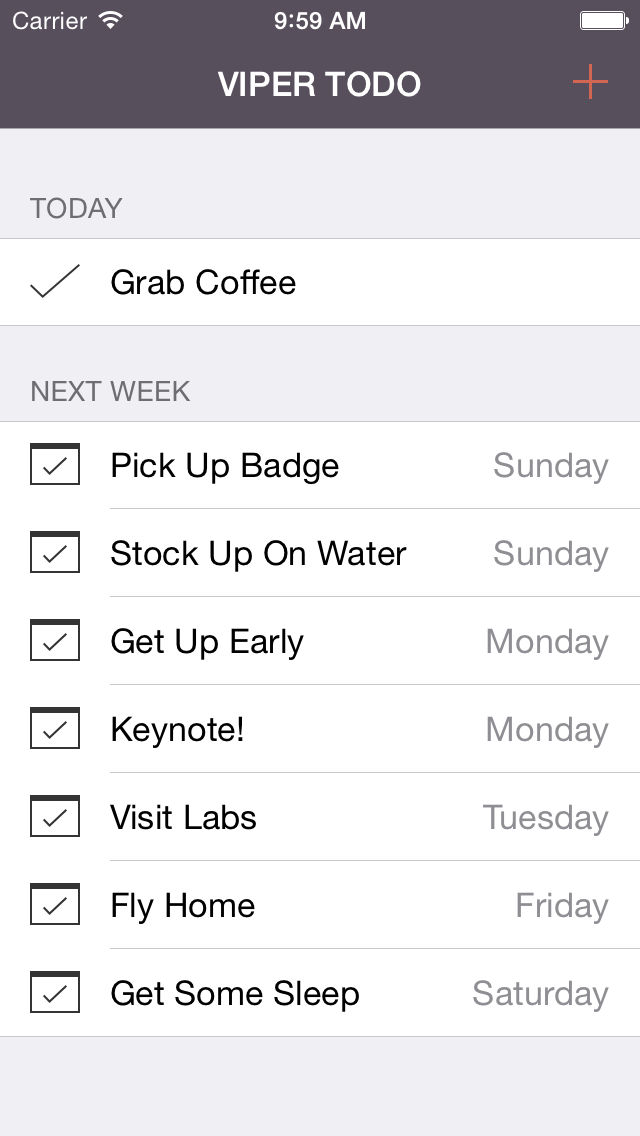 Carrier 9:59 AM
VIPER TODO
TODAY
Grab Coffee
NEXT WEEK
Pick Up Badge Sunday
Stock Up On Water Sunday
Get Up Early Monday
Keynote! Monday
Visit Labs Tuesday
Fly Home Friday
Get Some Sleep Saturday